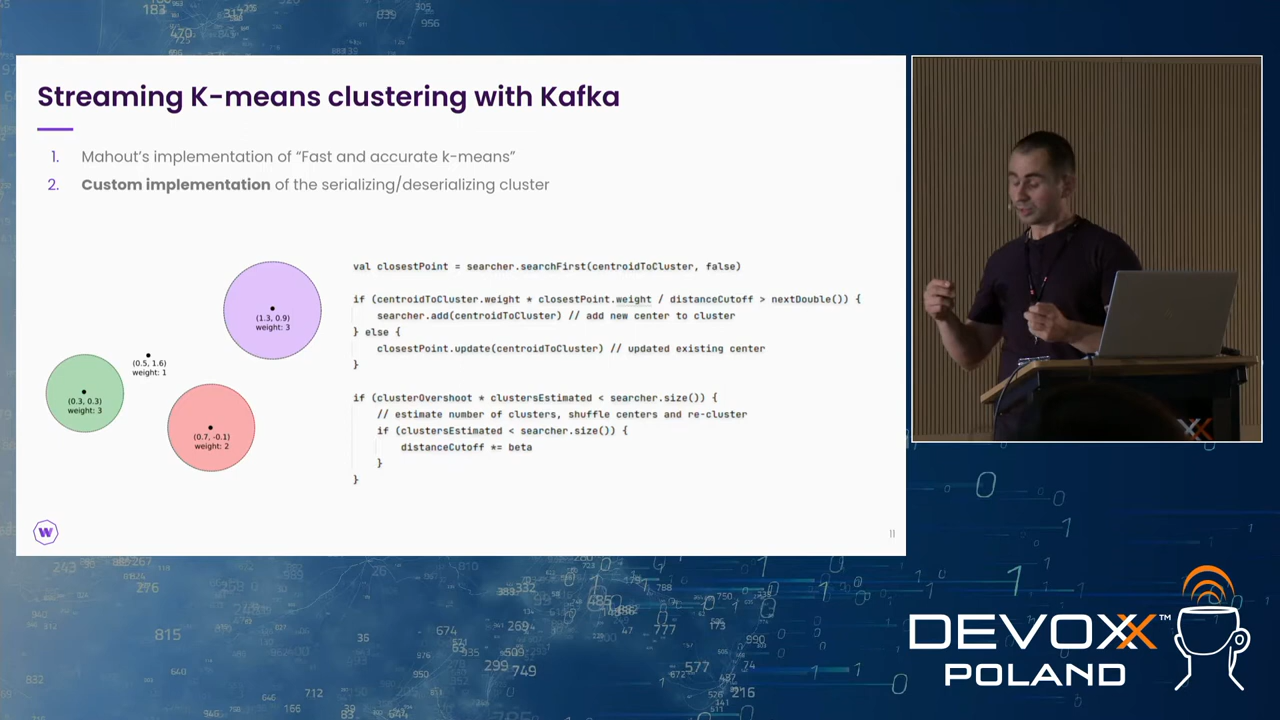 Streaming K-means clustering with Kafka
1. Mahout's implementation of “Fast and accurate k-means”
2. Custom implementation of the serializing/deserializing cluster
(1.3, 0.9)
weight: 3
(0.5, 1.6)
weight: 1
(0.3, 0.3)
weight: 3
(0.7, -0.1)
weight: 2
val closestPoint = searcher.searchFirst(centroidToCluster, false)
if (centroidToCluster.weight * closestPoint.weight / distanceCutoff > nextDouble()) {
searcher.add(centroidToCluster) // add new center to cluster
} else {
closestPoint.update(centroidToCluster) // updated existing center
}
if (clusterOvershoot * clustersEstimated < searcher.size()) {
// estimate number of clusters, shuffle centers and re-cluster
if (clustersEstimated < searcher.size()) {
distanceCutoff *= beta
}
}
W
11
DEVOXX™
POLAND